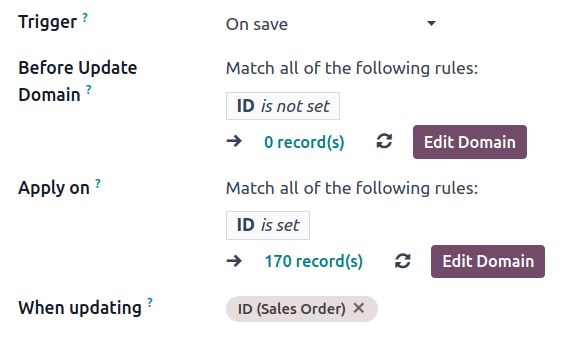 Trigger ? On save
Before Update Domain ? Match all of the following rules:
ID is not set
0 record(s) Edit Domain
Apply on ? Match all of the following rules:
ID is set
170 record(s) Edit Domain
When updating ? ID (Sales Order) ✕